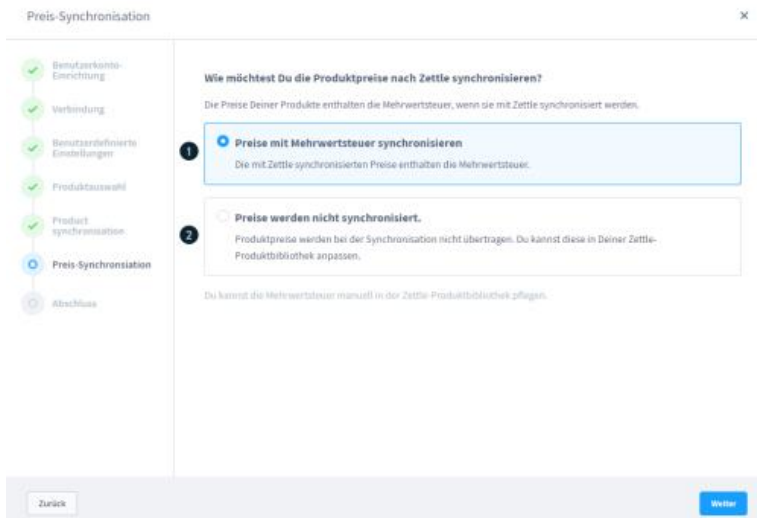 Preis-Synchronisation
Benutzerkonto-
Einrichtung
Verbindung
Benutzerdefinierte
Einstellungen
Produktauswahl
Product
synchronisation
Preis-Synchronsiation
Abschluss
Wie möchtest Du die Produktpreise nach Zettle synchronisieren?
Die Preise Deiner Produkte enthalten die Mehrwertsteuer, wenn sie mit Zettle synchronisiert werden.
1
Preise mit Mehrwertsteuer synchronisieren
Die mit Zettle synchronisierten Preise enthalten die Mehrwertsteuer.
2
Preise werden nicht synchronisiert.
Produktpreise werden bei der Synchronisation nicht übertragen. Du kannst diese in Deiner Zettle-
Produktbibliothek anpassen.
Du kannst die Mehrwertsteuer manuell in der Zettle-Produktbibliothek pflegen.
Zurück
Weiter